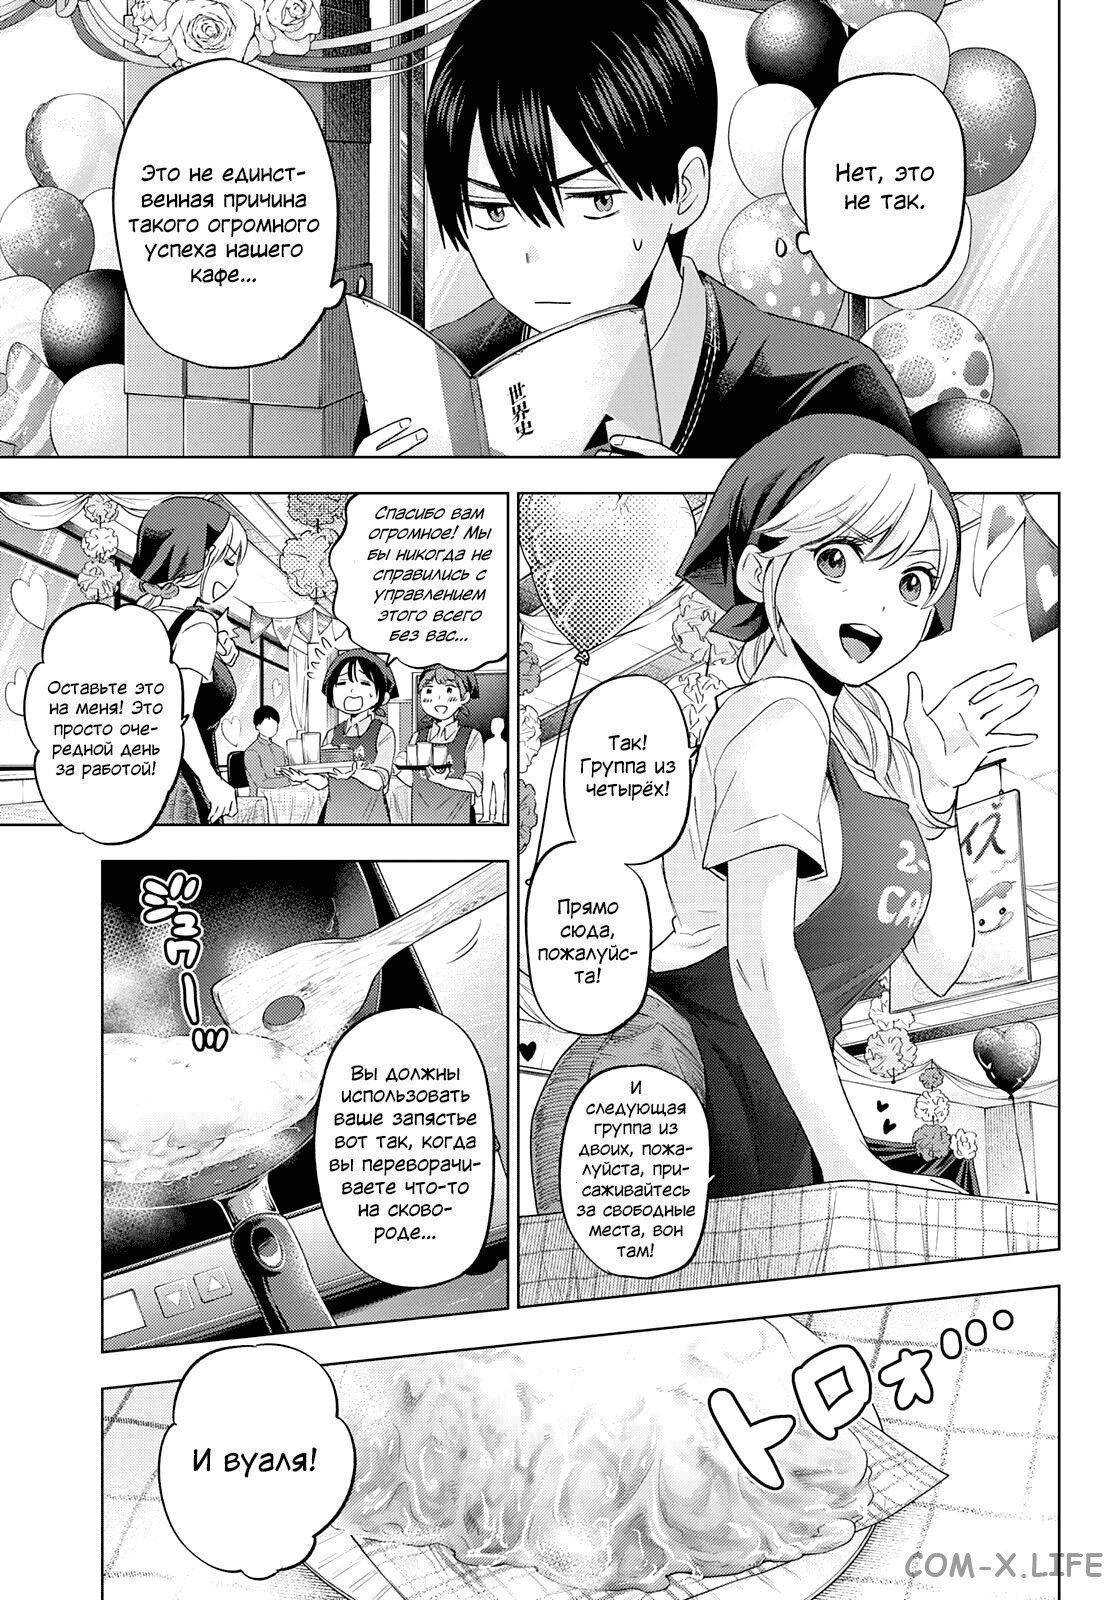 Нет, это
не так.
Это не единст-
венная причина
такого огромного
успеха нашего
кафе...
世界史
Так!
Группа из
четырёх!
Прямо
сюда,
пожалуйс-
та!
И
следующая
группа из
двоих, пожа-
луйста, при-
саживайтесь
за свободные
места, вон
там!
Спасибо вам
огромное! Мы
бы никогда не
справились с
управлением
этого всего
без вас...
Оставьте это
на меня! Это
просто оче-
редной день
за работой!
ジュワー...
Вы должны
использовать
ваше запястье
вот так, когда
вы переворачи-
ваете что-то
на сково-
роде...
トロォ...
И вуаля!
COM-X.LIFE